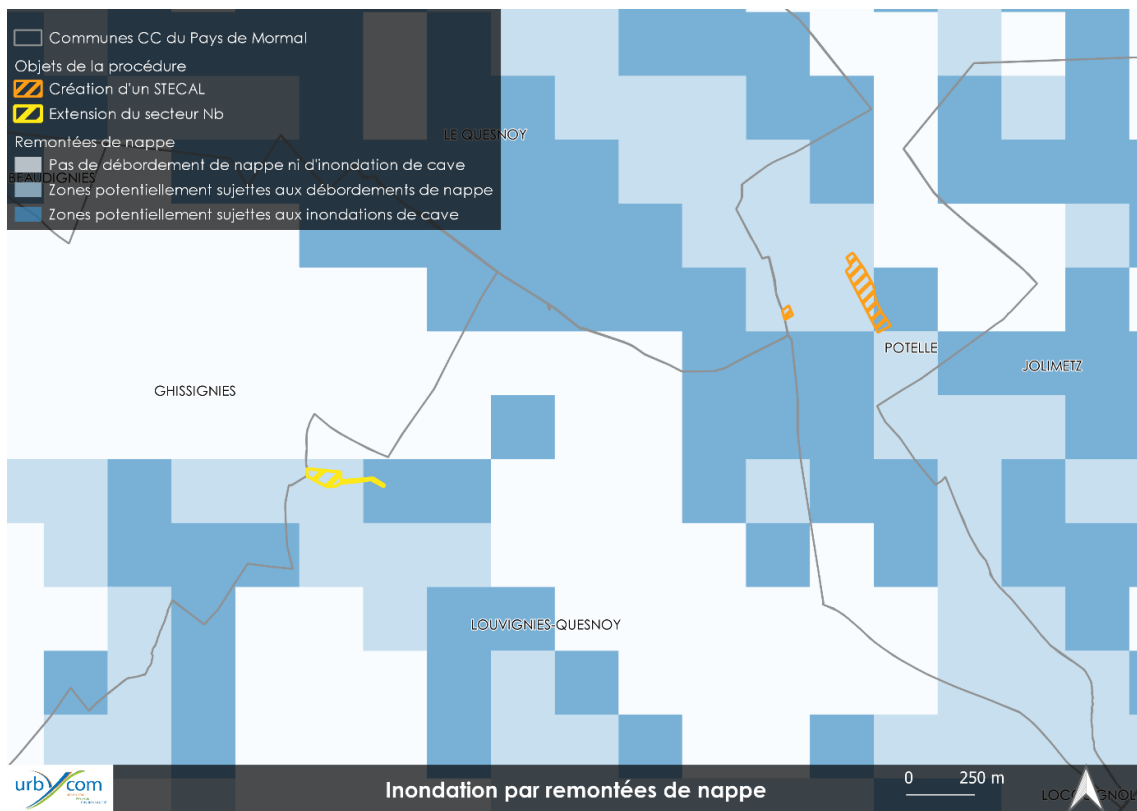 Communes CC du Pays de Mormal
Objets de la procédure
Création d'un STECAL
Extension du secteur Nb
Remontées de nappe
Pas de débordement de nappe ni d'inondation de cave
Zones potentiellement sujettes aux débordements de nappe
Zones potentiellement sujettes aux inondations de cave
LE QUESNOY
BEAUDIGNIES
POTELLE
JOLIMETZ
GHISSIGNIES
LOUVIGNIES-QUESNOY
urbycom
Inondation par remontées de nappe
0 250 m